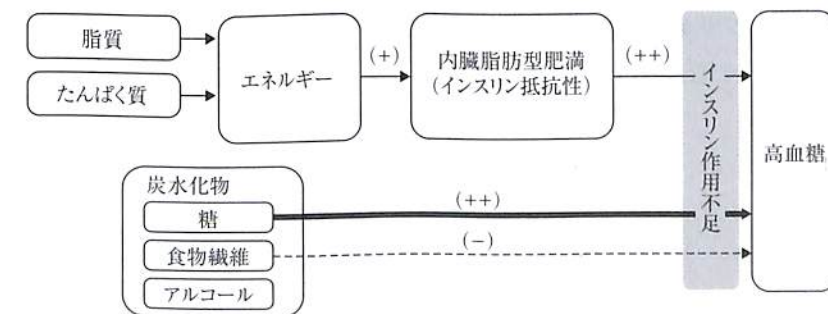 脂質
たんぱく質
エネルギー
(+)
内臓脂肪型肥満
(インスリン抵抗性)
(++)
インスリン作用不足
高血糖
炭水化物
糖
(++)
食物繊維
(−)
アルコール